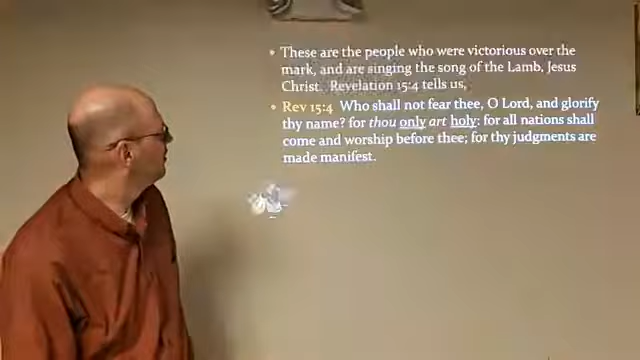 • These are the people who were victorious over the
mark, and are singing the song of the Lamb, Jesus
Christ. Revelation 15:4 tells us,
• Rev 15:4 Who shall not fear thee, O Lord, and glorify
thy name? for thou only art holy: for all nations shall
come and worship before thee; for thy judgments are
made manifest.